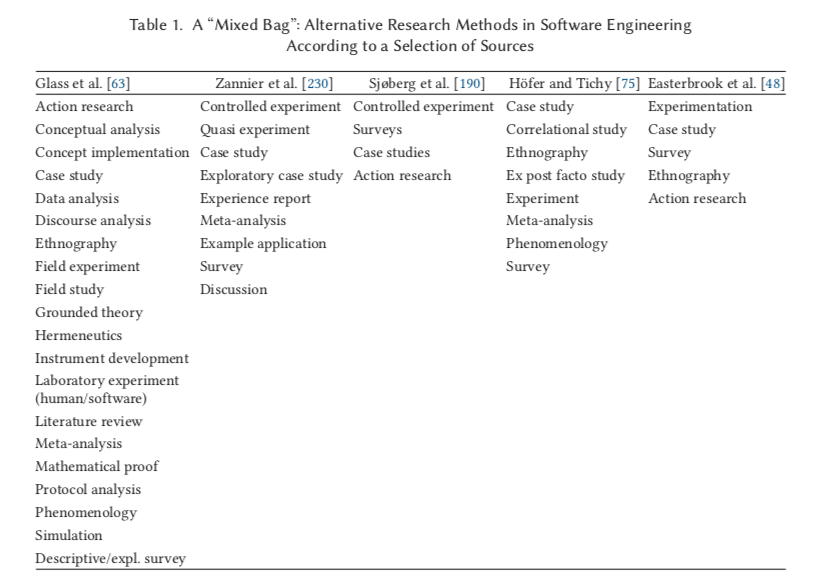 Table 1. A “Mixed Bag”: Alternative Research Methods in Software Engineering
According to a Selection of Sources
Glass et al. [63] Zannier et al. [230] Sjøberg et al. [190] Höfer and Tichy [75] Easterbrook et al. [48]
Action research Controlled experiment Controlled experiment Case study Experimentation
Conceptual analysis Quasi experiment Surveys Correlational study Case study
Concept implementation Case study Case studies Ethnography Survey
Case study Exploratory case study Action research Ex post facto study Ethnography
Data analysis Experience report Experiment Action research
Discourse analysis Meta-analysis Meta-analysis
Ethnography Example application Phenomenology
Field experiment Survey Survey
Field study Discussion
Grounded theory
Hermeneutics
Instrument development
Laboratory experiment
(human/software)
Literature review
Meta-analysis
Mathematical proof
Protocol analysis
Phenomenology
Simulation
Descriptive/expl. survey